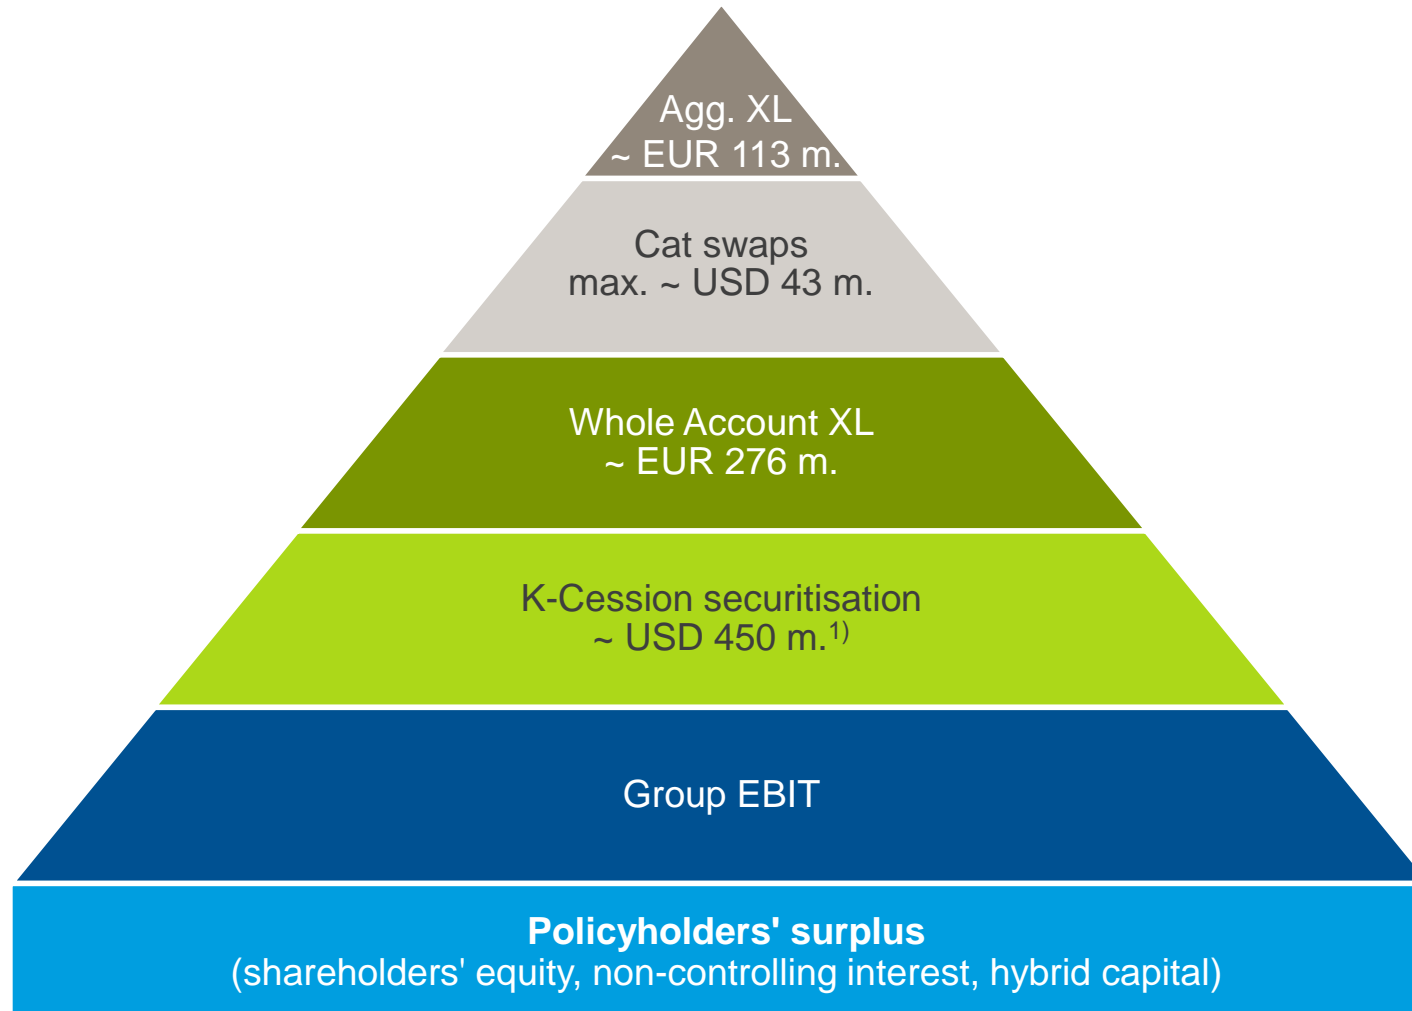 Agg. XL
~ EUR 113 m.
Cat swaps
max. ~ USD 43 m.
Whole Account XL
~ EUR 276 m.
K-Cession securitisation
~ USD 450 m.1)
Group EBIT
Policyholders' surplus
(shareholders' equity, non-controlling interest, hybrid capital)